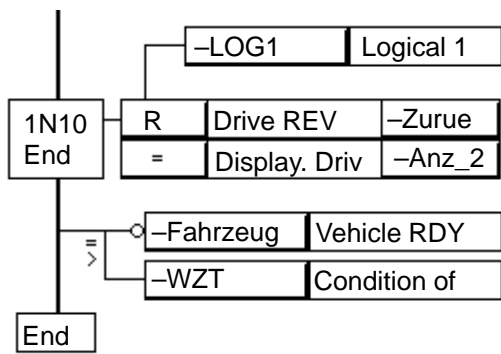 –LOG1 Logical 1
1N10 R Drive REV –Zurue
End = Display. Driv –Anz_2
>= –Fahrzeug Vehicle RDY
–WZT Condition of
End